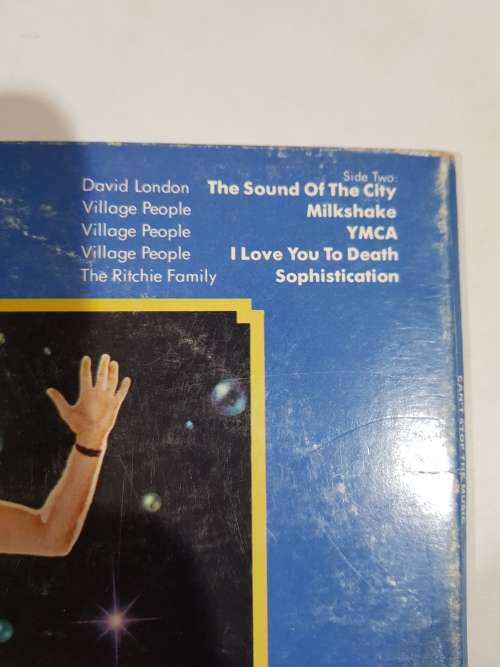 Side Two:
David London The Sound Of The City
Village People Milkshake
Village People YMCA
Village People I Love You To Death
The Ritchie Family Sophistication
CAN'T STOP THE MUSIC